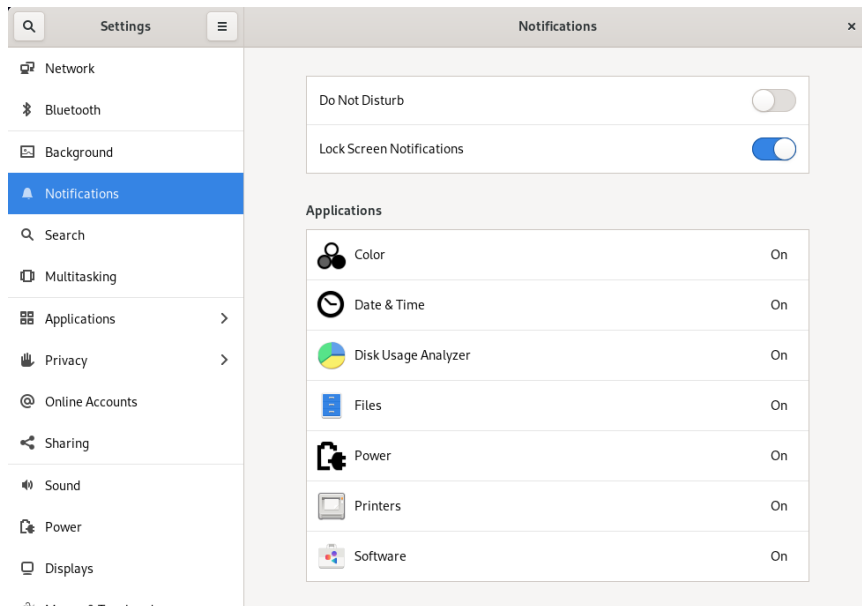 Settings
Notifications
Network
Bluetooth
Background
Notifications
Search
Multitasking
Applications
Privacy
Online Accounts
Sharing
Sound
Power
Displays
Do Not Disturb
Lock Screen Notifications
Applications
Color On
Date & Time On
Disk Usage Analyzer On
Files On
Power On
Printers On
Software On